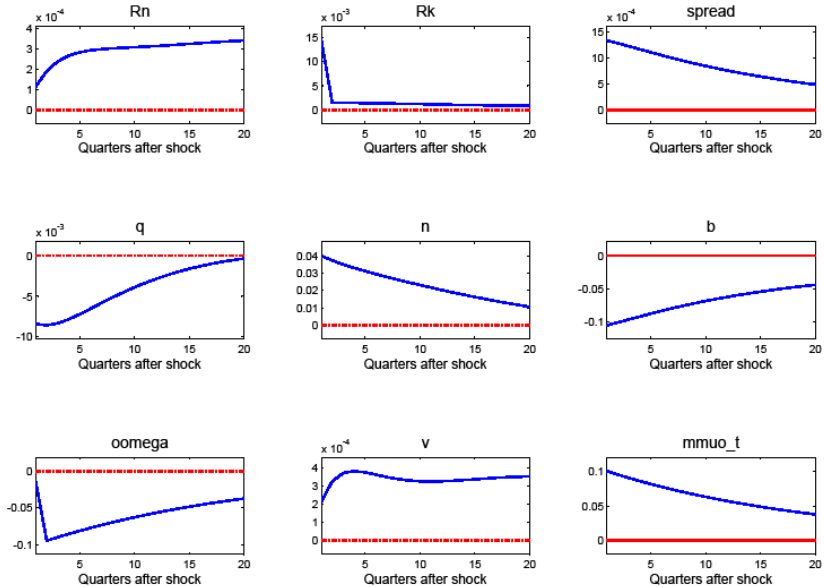 Rn Rk spread
x 10^-4 x 10^-3 x 10^-4
4 15 15
3 10 10
2 5 5
1 0 0
0
5 10 15 20 5 10 15 20 5 10 15 20
Quarters after shock Quarters after shock Quarters after shock
q n b
x 10^-3
0 0.04 0
-5 0.03 -0.05
-10 0.02 -0.1
0.01
0
5 10 15 20 5 10 15 20 5 10 15 20
Quarters after shock Quarters after shock Quarters after shock
oomega v mmuo_t
x 10^-4
0 4 0.1
-0.05 3 0.05
-0.1 2 0
1
0
5 10 15 20 5 10 15 20 5 10 15 20
Quarters after shock Quarters after shock Quarters after shock